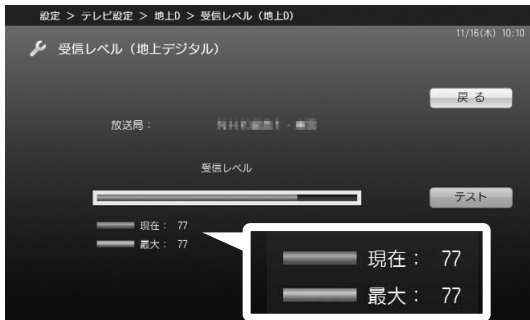 設定 > テレビ設定 > 地上D > 受信レベル (地上D)
11/16(木) 10:10
受信レベル (地上デジタル)
戻る
放送局:
受信レベル
テスト
現在: 77
最大: 77
現在: 77
最大: 77